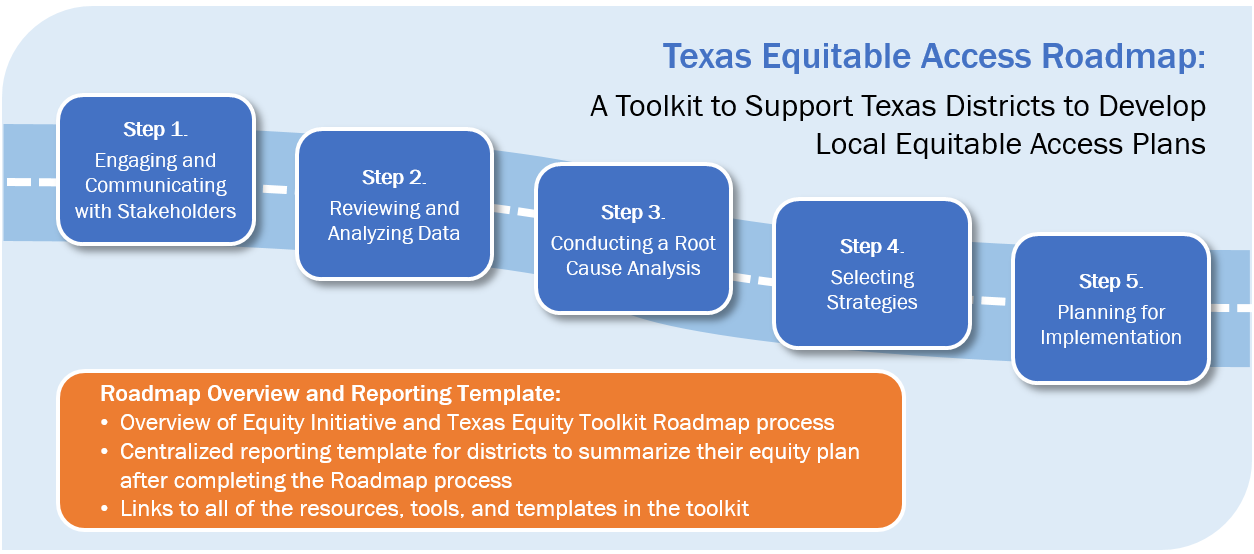 Texas Equitable Access Roadmap:
A Toolkit to Support Texas Districts to Develop
Local Equitable Access Plans
Step 1.
Engaging and
Communicating
with Stakeholders
Step 2.
Reviewing and
Analyzing Data
Step 3.
Conducting a Root
Cause Analysis
Step 4.
Selecting
Strategies
Step 5.
Planning for
Implementation
Roadmap Overview and Reporting Template:
• Overview of Equity Initiative and Texas Equity Toolkit Roadmap process
• Centralized reporting template for districts to summarize their equity plan
after completing the Roadmap process
• Links to all of the resources, tools, and templates in the toolkit